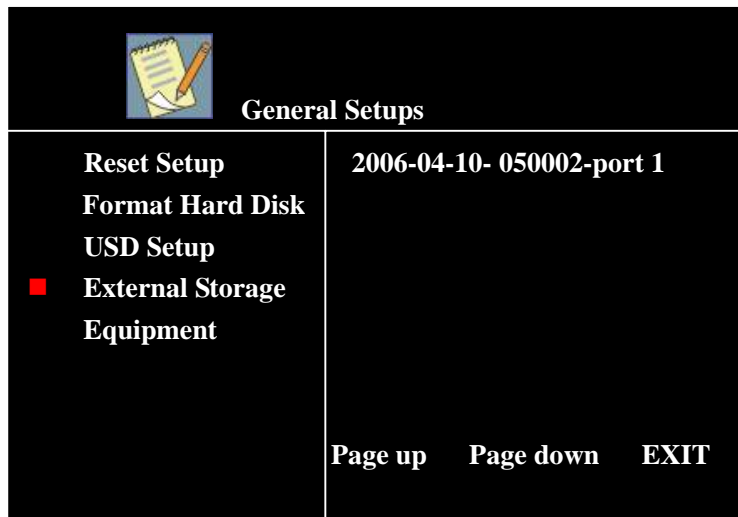 General Setups
Reset Setup
Format Hard Disk
USD Setup
External Storage
Equipment
2006-04-10- 050002-port 1
Page up Page down EXIT